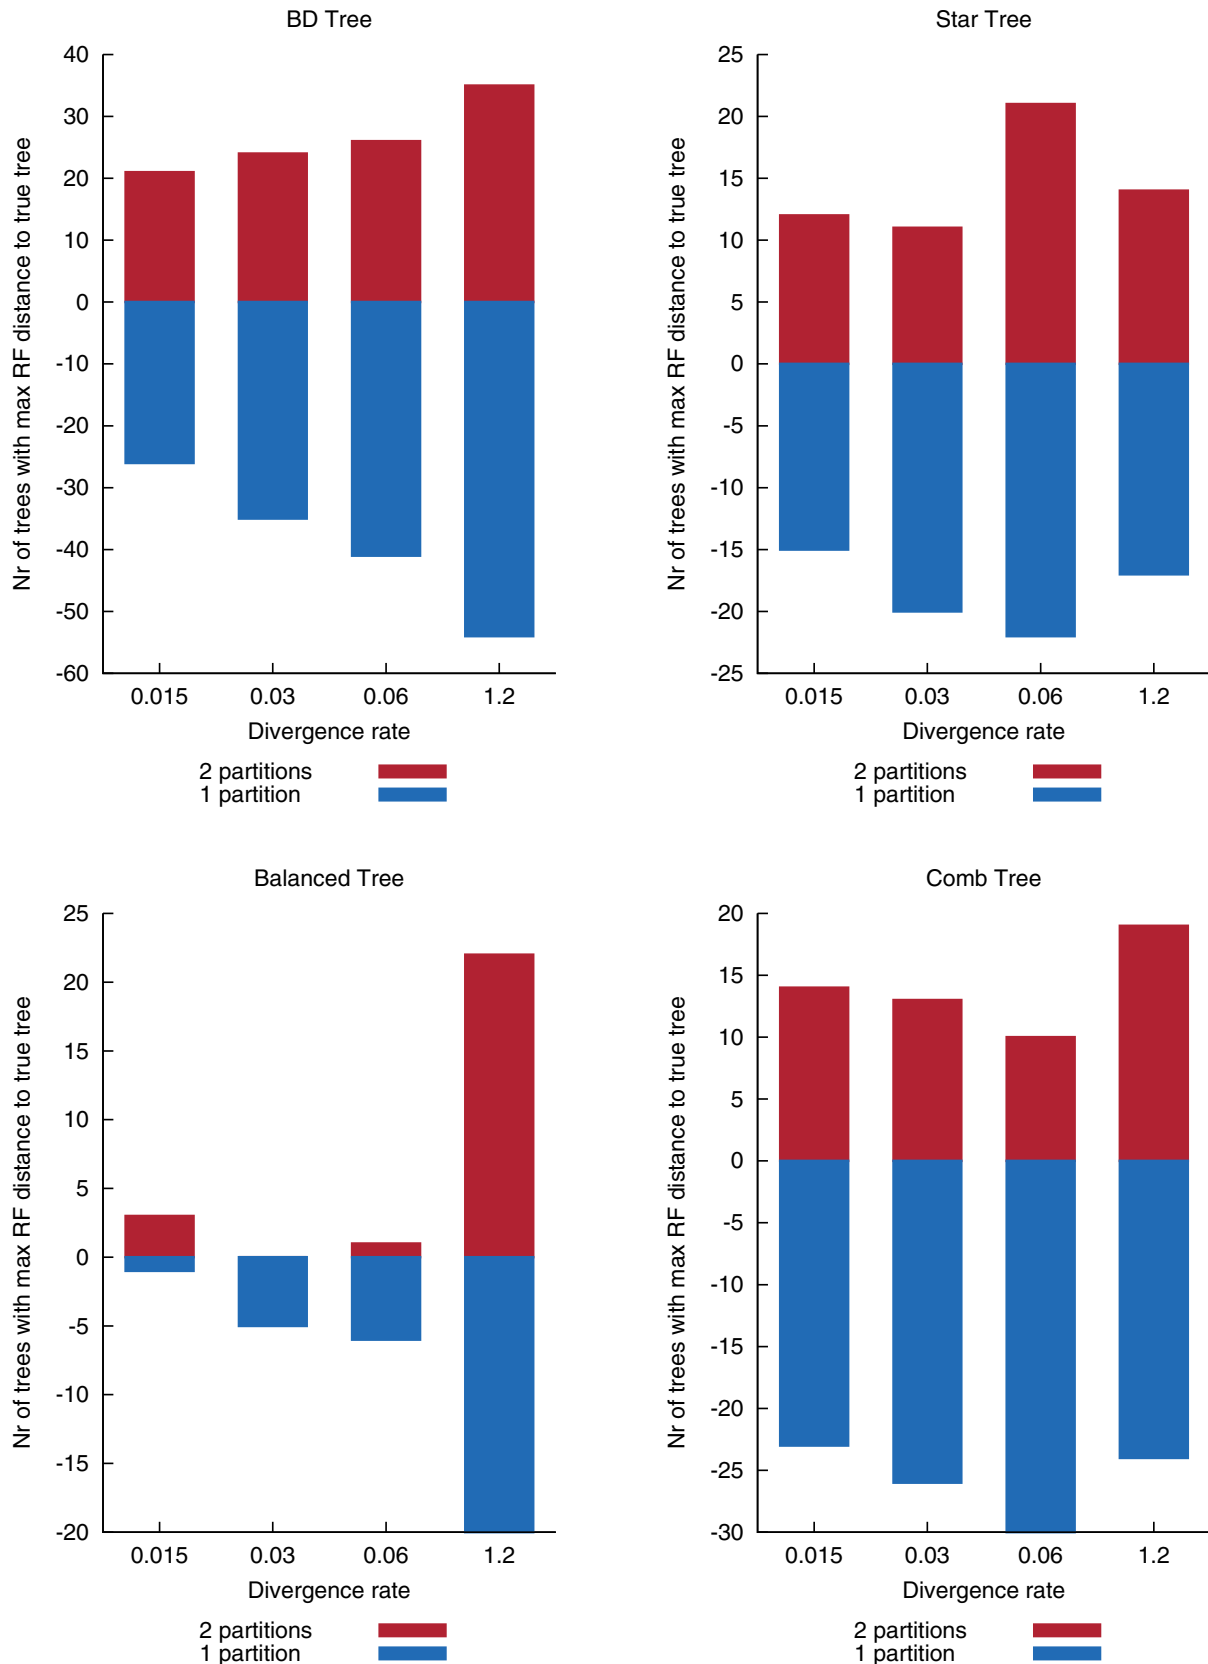 BD Tree
Nr of trees with max RF distance to true tree
40
30
20
10
0
-10
-20
-30
-40
-50
-60
0.015 0.03 0.06 1.2
Divergence rate
2 partitions
1 partition
Star Tree
Nr of trees with max RF distance to true tree
25
20
15
10
5
0
-5
-10
-15
-20
-25
0.015 0.03 0.06 1.2
Divergence rate
2 partitions
1 partition
Balanced Tree
Nr of trees with max RF distance to true tree
25
20
15
10
5
0
-5
-10
-15
-20
0.015 0.03 0.06 1.2
Divergence rate
2 partitions
1 partition
Comb Tree
Nr of trees with max RF distance to true tree
20
15
10
5
0
-5
-10
-15
-20
-25
-30
0.015 0.03 0.06 1.2
Divergence rate
2 partitions
1 partition